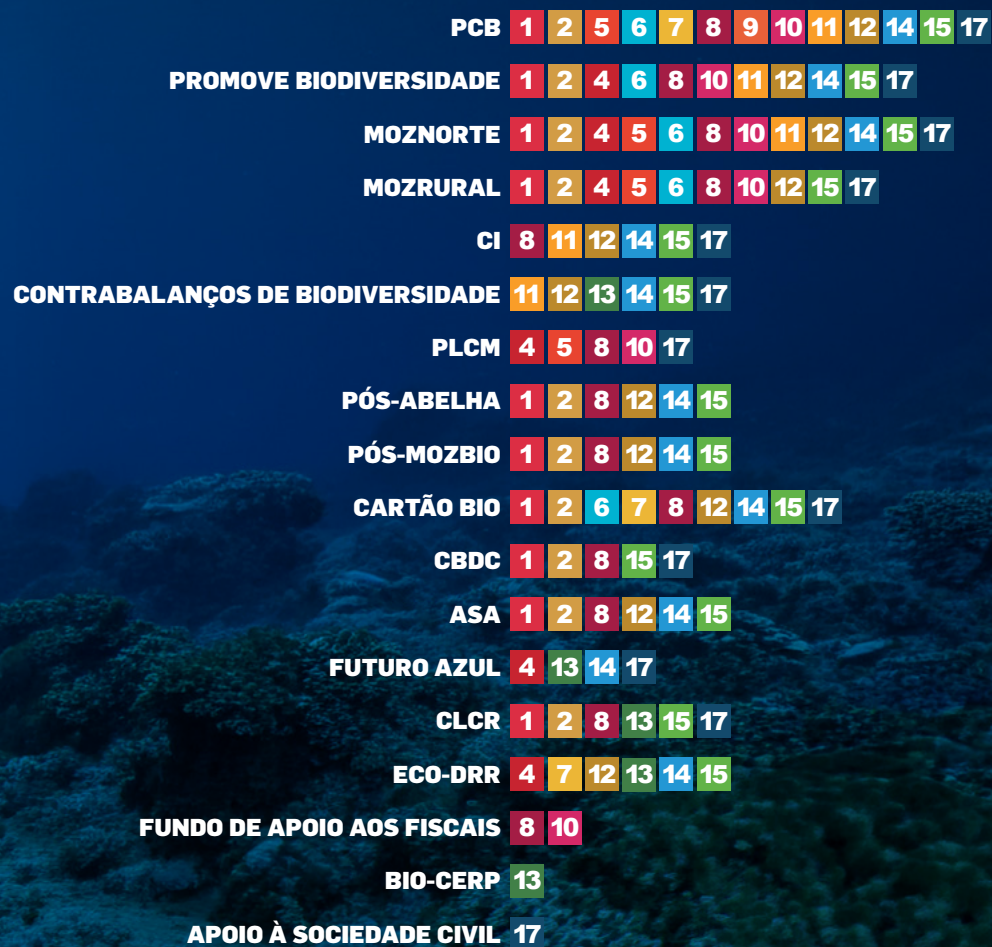 PCB 1 2 5 6 7 8 9 10 11 12 14 15 17
PROMOVE BIODIVERSIDADE 1 2 4 6 8 10 11 12 14 15 17
MOZNORTE 1 2 4 5 6 8 10 11 12 14 15 17
MOZRURAL 1 2 4 5 6 8 10 12 15 17
CI 8 11 12 14 15 17
CONTRABALANÇOS DE BIODIVERSIDADE 11 12 13 14 15 17
PLCM 4 5 8 10 17
PÓS-ABELHA 1 2 8 12 14 15
PÓS-MOZBIO 1 2 8 12 14 15
CARTÃO BIO 1 2 6 7 8 12 14 15 17
CBDC 1 2 8 15 17
ASA 1 2 8 12 14 15
FUTURO AZUL 4 13 14 17
CLCR 1 2 8 13 15 17
ECO-DRR 4 7 12 13 14 15
FUNDO DE APOIO AOS FISCAIS 8 10
BIO-CERP 13
APOIO À SOCIEDADE CIVIL 17